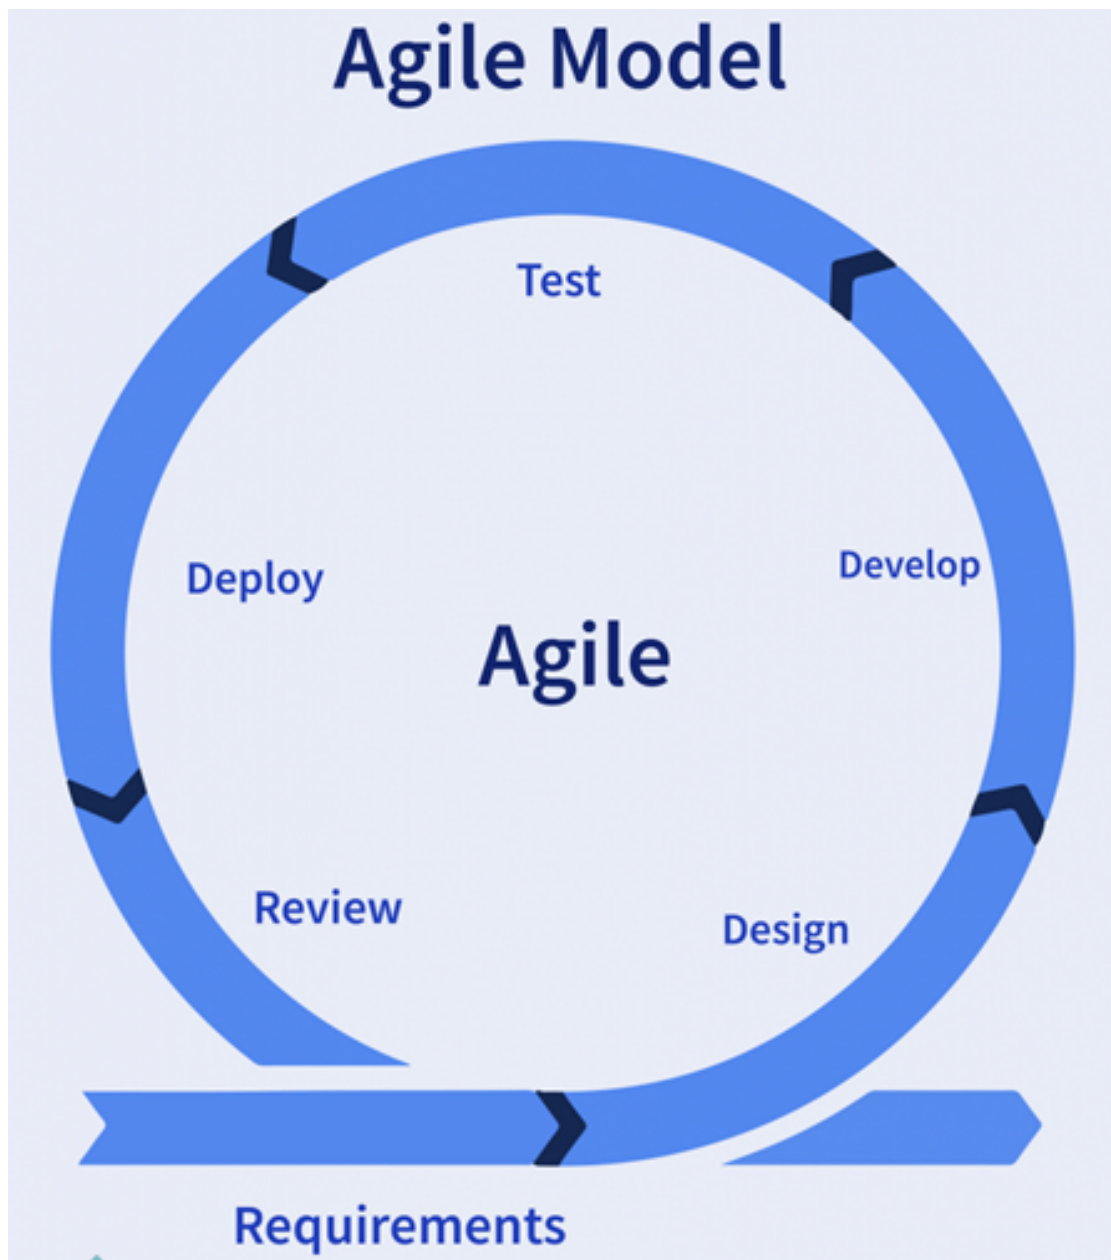 Agile Model
Test
Deploy
Develop
Agile
Review
Design
Requirements